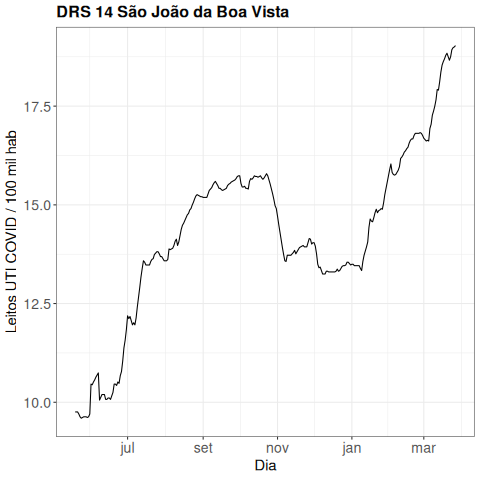 DRS 14 São João da Boa Vista
Leitos UTI COVID / 100 mil hab
17.5
15.0
12.5
10.0
jul set nov jan mar
Dia